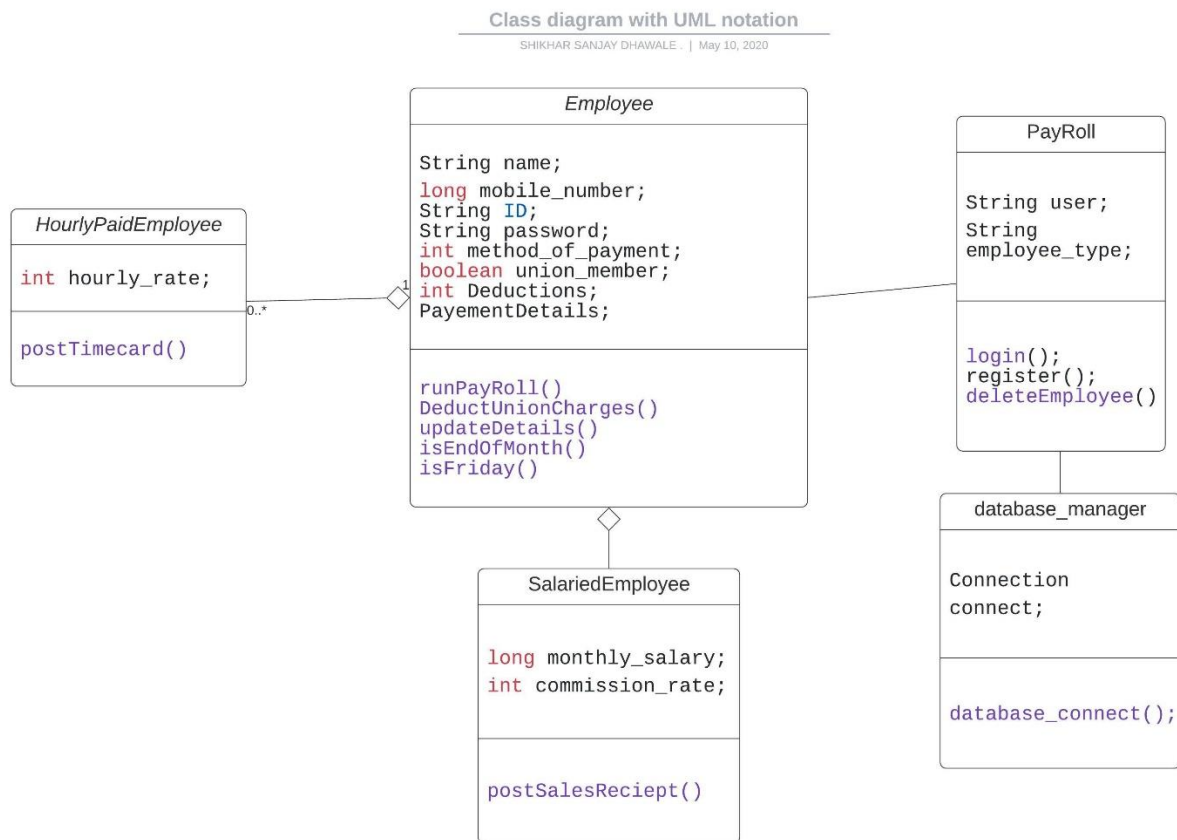 Class diagram with UML notation
SHIKHAR SANJAY DHAWALE . | May 10, 2020
Employee
String name;
long mobile_number;
String ID;
String password;
int method_of_payment;
boolean union_member;
int Deductions;
PayementDetails;
runPayRoll()
DeductUnionCharges()
updateDetails()
isEndOfMonth()
isFriday()
HourlyPaidEmployee
int hourly_rate;
postTimecard()
0..*
1
PayRoll
String user;
String
employee_type;
login();
register();
deleteEmployee()
SalariedEmployee
long monthly_salary;
int commission_rate;
postSalesReciept()
database_manager
Connection
connect;
database_connect();